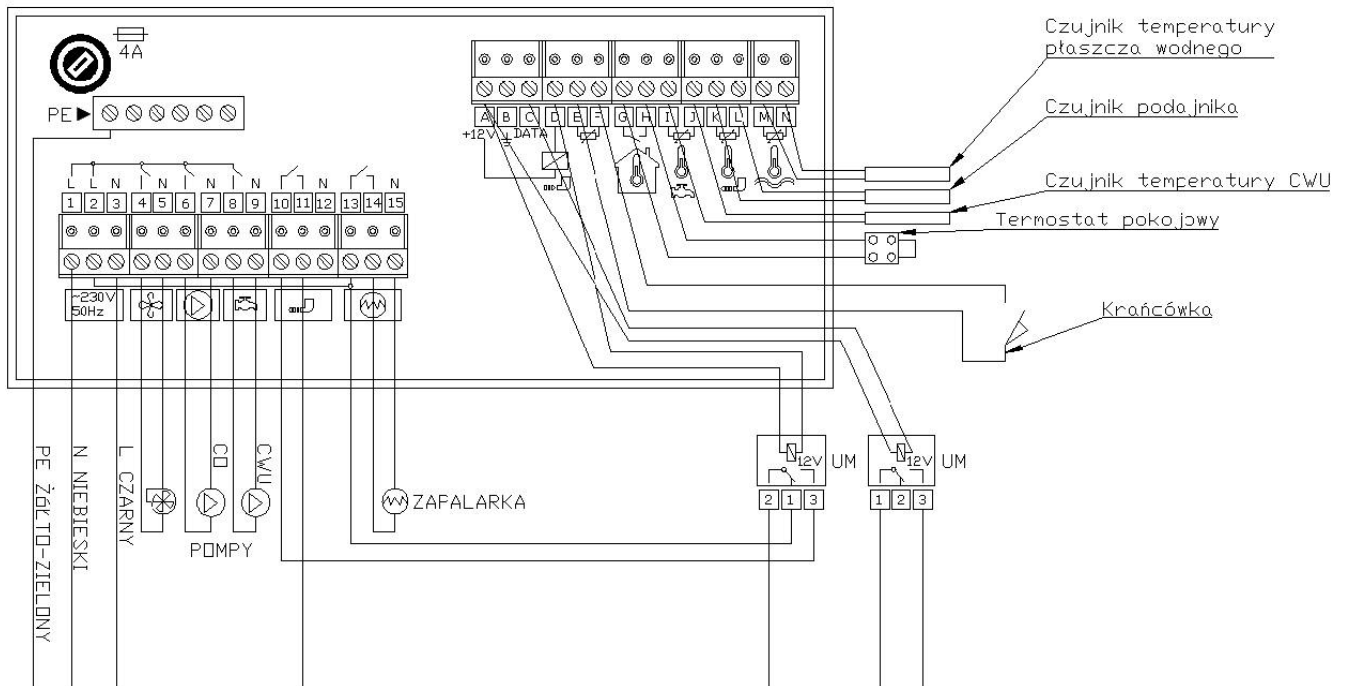 Czujnik temperatury
płaszcza wodnego
Czujnik podajnika
Czujnik temperatury CWU
Termostat pokojowy
Krańcówka
4A
PE
A B C D E F G H I J K L M N
+12V DATA
L L N N N N N N
1 2 3 4 5 6 7 8 9 10 11 12 13 14 15
~230V
50Hz
PE ŻÓŁTO-ZIELONY
N NIEBIESKI
L CZARNY
CO
CWU
POMPY
ZAPALARKA
12V UM
2 1 3
12V UM
1 2 3